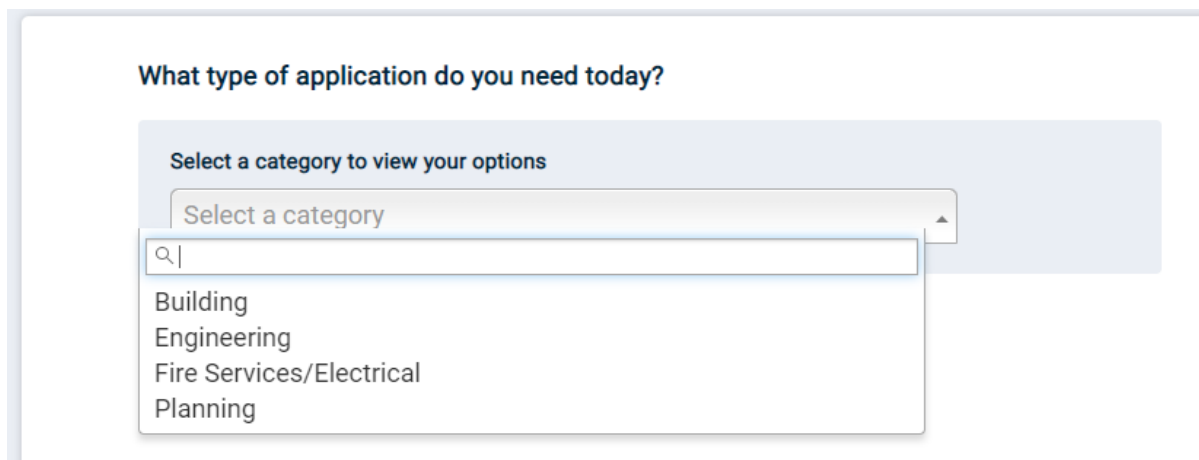 What type of application do you need today?
Select a category to view your options
Select a category
Building
Engineering
Fire Services/Electrical
Planning